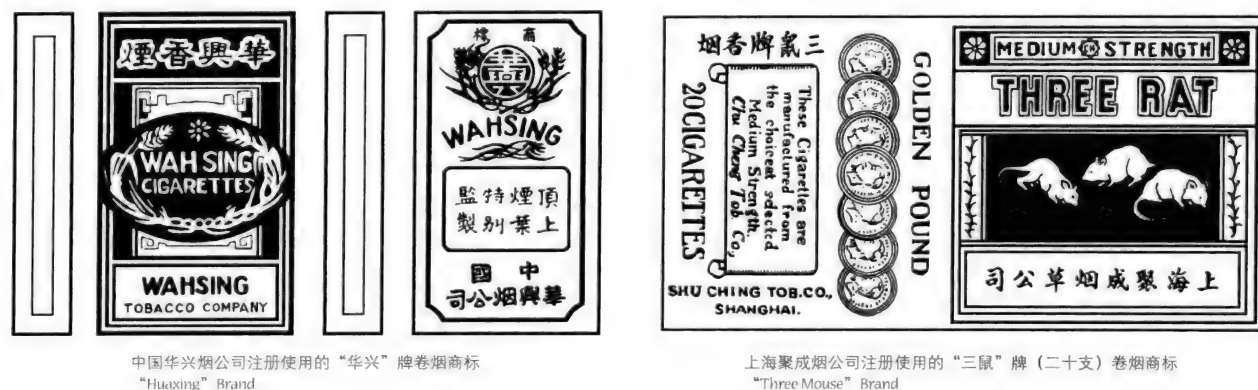 華興香煙
WAH SING
CIGARETTES
WAHSING
TOBACCO COMPANY
商標
WAHSING
頂上
煙葉
特別
監製
中國
華興烟公司
中国华兴烟公司注册使用的“华兴”牌卷烟商标
“Huaxing” Brand
三鼠牌香烟
These Cigarettes are
manufactured from
the choiceat selected
Medium Strength.
Chu Cheng Tob Co,
20CIGARETTES
SHU CHING TOB.CO.,
SHANGHAI.
GOLDEN POUND
MEDIUM STRENGTH
THREE RAT
上海聚成烟草公司
上海聚成烟公司注册使用的“三鼠”牌（二十支）卷烟商标
“Three Mouse” Brand